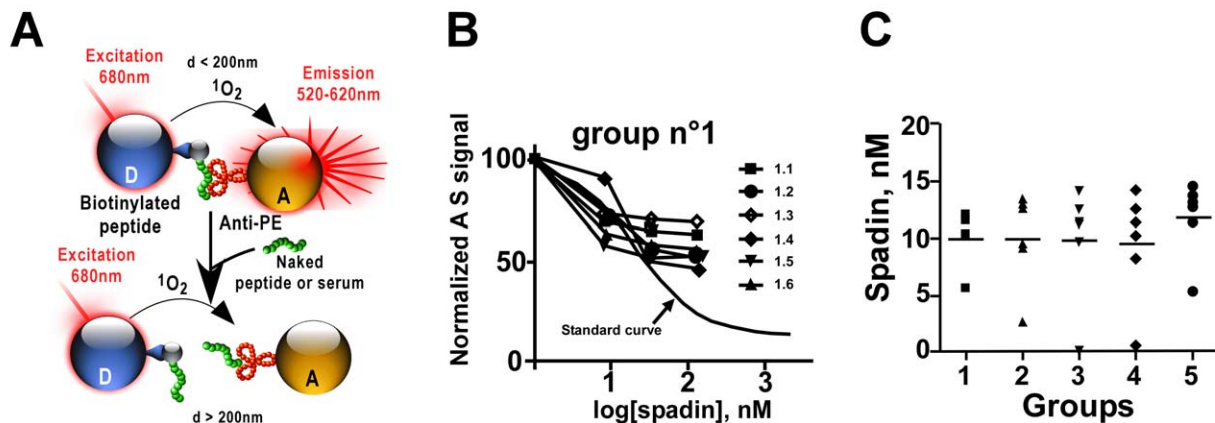 A
Excitation
680nm
d < 200nm
¹O₂
Emission
520-620nm
D
A
Biotinylated
peptide
Anti-PE
Naked
peptide or serum
Excitation
680nm
¹O₂
D
A
d > 200nm
B
group n°1
Normalized A S signal
100
50
0
1.1
1.2
1.3
1.4
1.5
1.6
Standard curve
1 2 3
log[spadin], nM
C
Spadin, nM
20
15
10
5
0
1 2 3 4 5
Groups